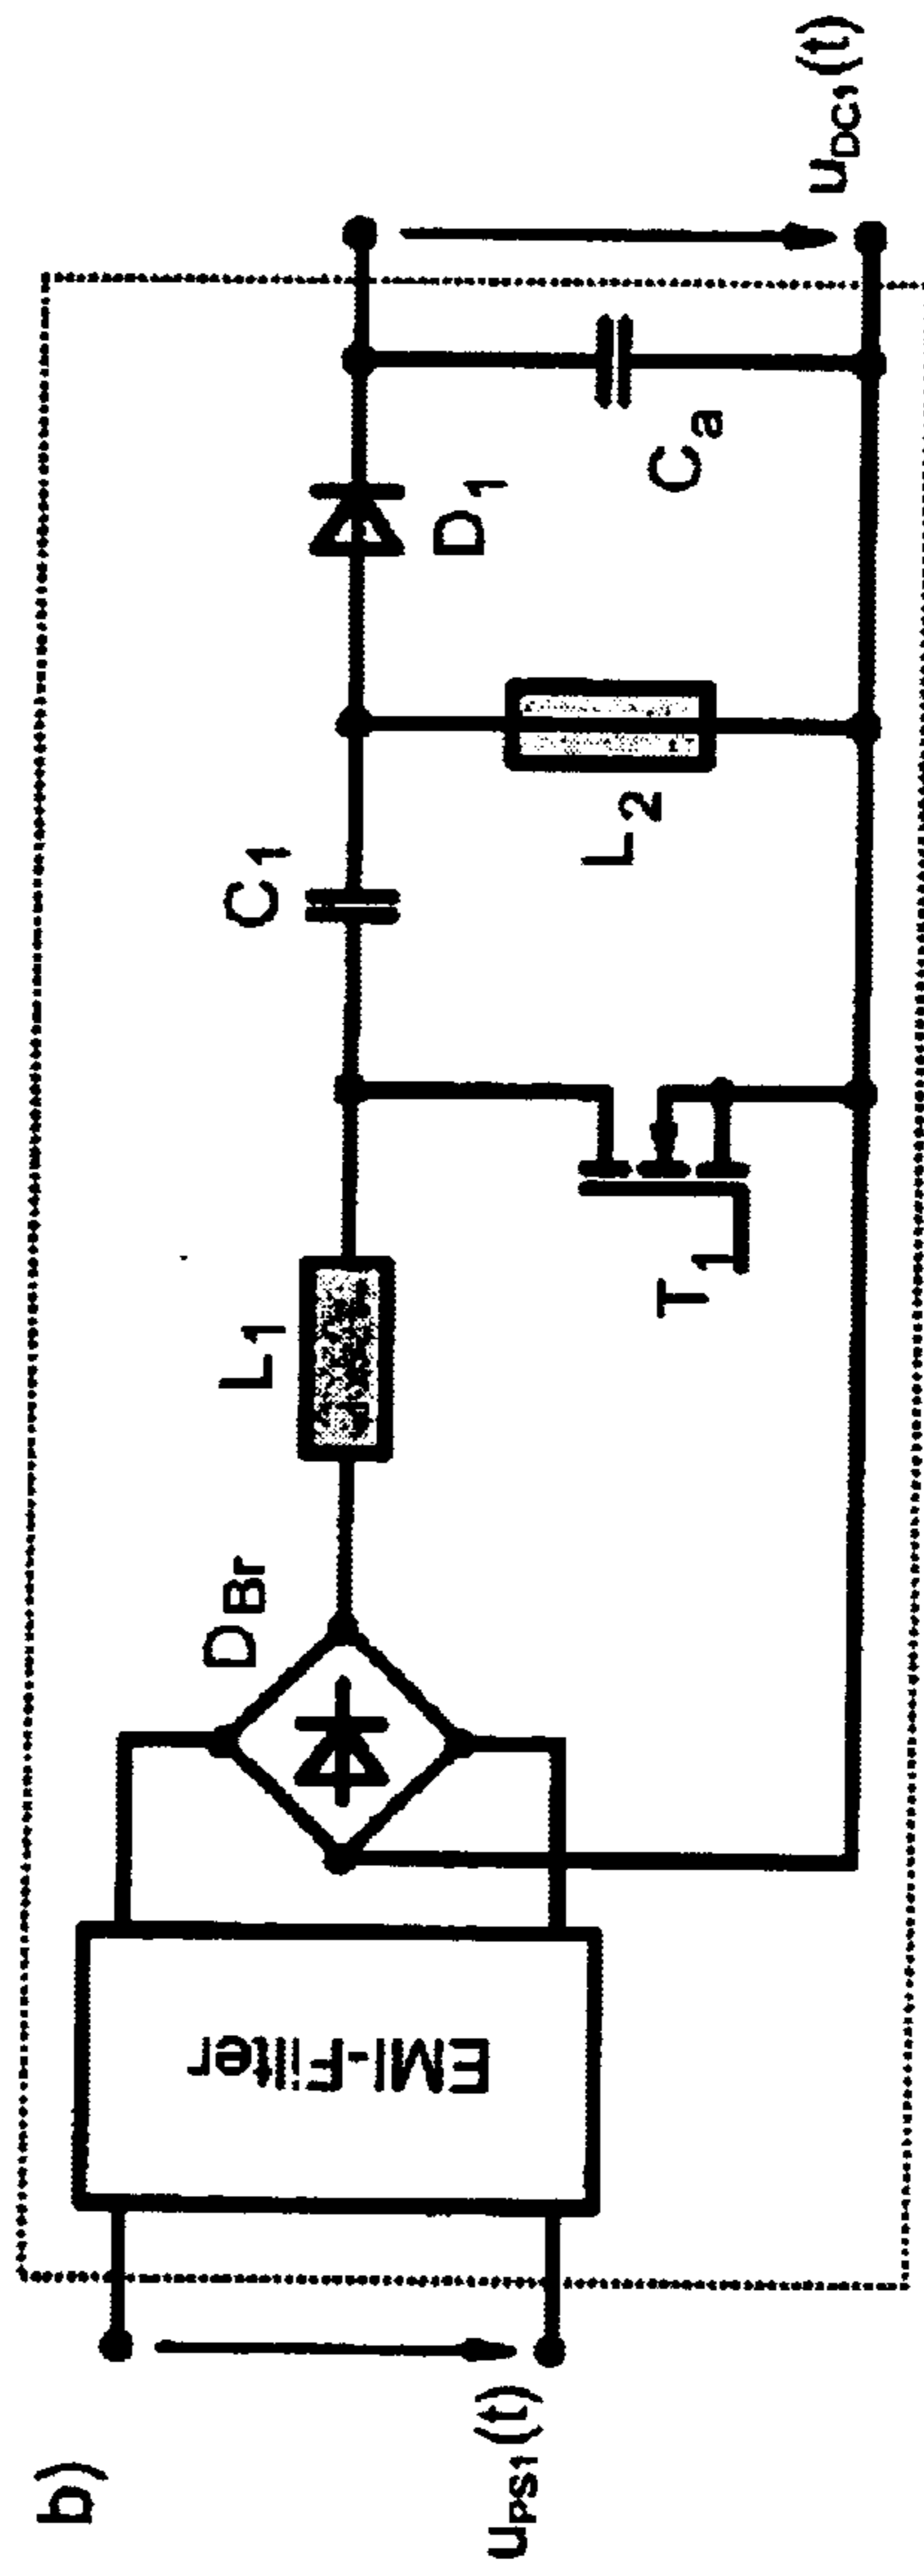 b)
u_PS1(t)
EMI-Filter
D_Br
L_1
T_1
C_1
L_2
D_1
C_a
u_DC1(t)